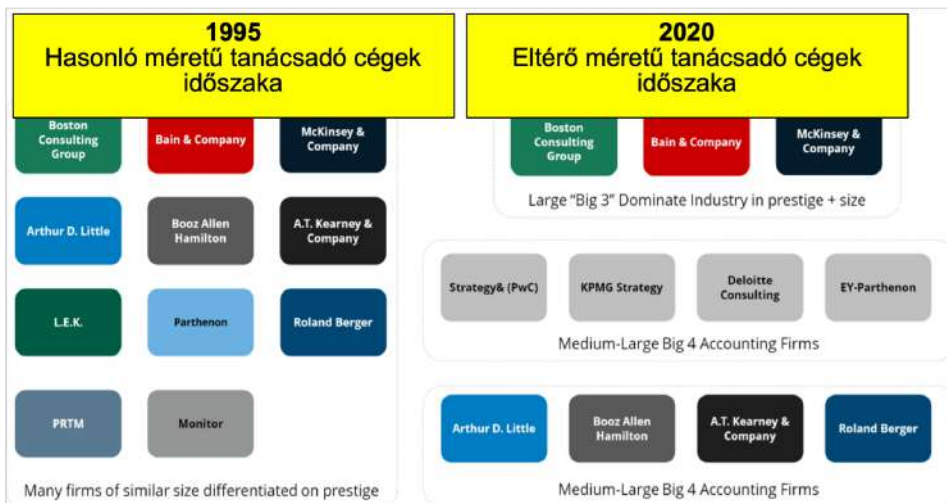 1995
Hasonló méretű tanácsadó cégek
időszaka
Boston
Consulting
Group
Bain & Company
McKinsey &
Company
Arthur D. Little
Booz Allen
Hamilton
A.T. Kearney &
Company
L.E.K.
Parthenon
Roland Berger
PRTM
Monitor
Many firms of similar size differentiated on prestige
2020
Eltérő méretű tanácsadó cégek
időszaka
Boston
Consulting
Group
Bain & Company
McKinsey &
Company
Large “Big 3” Dominate Industry in prestige + size
Strategy& (PwC)
KPMG Strategy
Deloitte
Consulting
EY-Parthenon
Medium-Large Big 4 Accounting Firms
Arthur D. Little
Booz Allen
Hamilton
A.T. Kearney &
Company
Roland Berger
Medium-Large Big 4 Accounting Firms